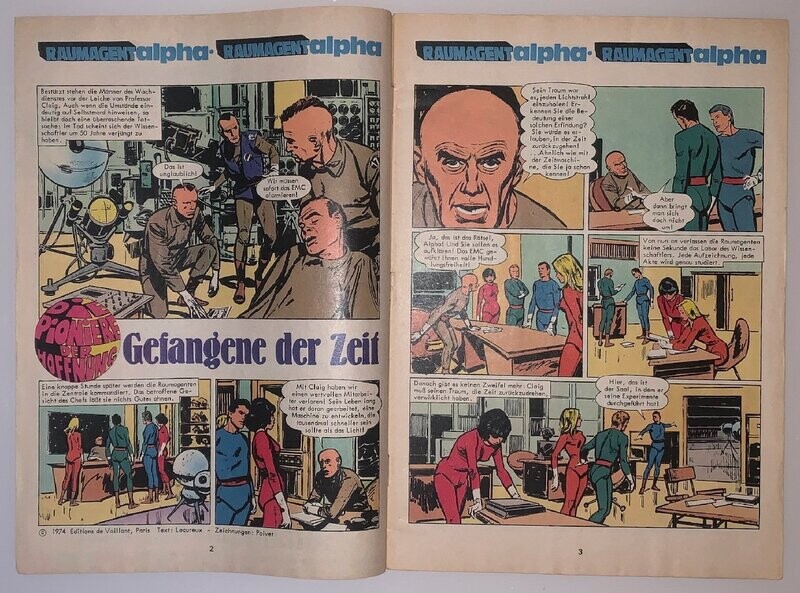 RAUMAGENT alpha · RAUMAGENT alpha
Bestürzt stehen die Männer des Wach-
dienstes vor der Leiche von Professor
Cluig. Auch wenn die Umstände ein-
deutig auf Selbstmord hinweisen, so
bleibt doch eine überraschende Tat-
sache: Im Tod scheint sich der Wissen-
schaftler um 50 Jahre verjüngt zu
haben.
Das ist
unglaublich!
Wir müssen
sofort das EMC
alarmieren!
DIE
PIONIERE
DER
HOFFNUNG
Gefangene der Zeit
Eine knappe Stunde später werden die Raumagenten
in die Zentrale kommandiert. Das betroffene Ge-
sicht des Chefs läßt sie nichts Gutes ahnen.
Mit Cluig haben wir
einen wertvollen Mitarbei-
ter verloren! Sein Leben lang
hat er daran gearbeitet, eine
Maschine zu entwickeln, die
tausendmal schneller sein
sollte als das Licht!
© 1974 Editions de Vaillant, Paris Text: Lecureux - Zeichnungen: Poivet
2
RAUMAGENT alpha · RAUMAGENT alpha
Sein Traum war
es, jeden Lichtstrahl
einzuholen! Er-
kennen Sie die Be-
deutung einer
solchen Erfindung?
Sie würde es er-
lauben, in der Zeit
zurückzugehen!
...Ähnlich wie mit
der Zeitmaschi-
ne, die Sie ja schon
kennen!
Aber
dann bringt
man sich
doch nicht
um!
Ja, das ist das Rätsel,
Alpha! Und Sie sollen es
aufklären! Das EMC ge-
währt Ihnen volle Hand-
lungsfreiheit!
Von nun an verlassen die Raumagenten
keine Sekunde das Labor des Wissen-
schaftlers. Jede Aufzeichnung, jede
Akte wird genau studiert.
Danach gibt es keinen Zweifel mehr: Cluig
muß seinen Traum, die Zeit zurückzudrehen,
verwirklicht haben.
Hier, das ist
der Saal, in dem er
seine Experimente
durchgeführt hat!
3